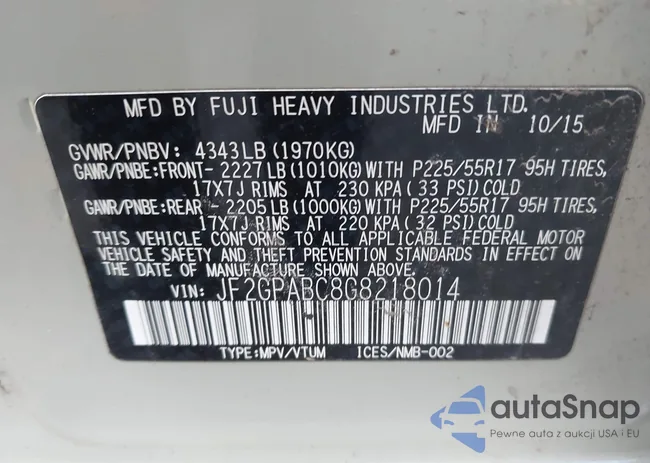 MFD BY FUJI HEAVY INDUSTRIES LTD.
MFD IN 10/15
GVWR/PNBV: 4343LB (1970KG)
GAWR/PNBE:FRONT- 2227LB(1010KG)WITH P225/55R17 95H TIRES,
17X7J RIMS AT 230 KPA(33 PSI)COLD
GAWR/PNBE:REAR - 2205LB(1000KG)WITH P225/55R17 95H TIRES,
17X7J RIMS AT 220 KPA(32 PSI)COLD
THIS VEHICLE CONFORMS TO ALL APPLICABLE FEDERAL MOTOR
VEHICLE SAFETY AND THEFT PREVENTION STANDARDS IN EFFECT
ON THE DATE OF MANUFACTURE SHOWN ABOVE.
VIN: JF2GPABC8G8218014
TYPE:MPV/VTUM ICES/NMB-002
autaSnap
Pewne auta z aukcji USA i EU